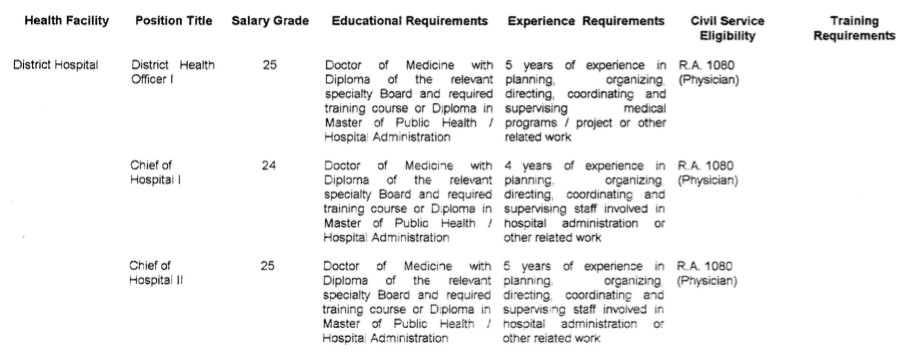 Health Facility Position Title Salary Grade Educational Requirements Experience Requirements Civil Service Eligibility Training Requirements
District Hospital
District Health
Officer I
25
Doctor of Medicine with
Diploma of the relevant
specialty Board and required
training course or Diploma in
Master of Public Health /
Hospital Administration
5 years of experience in
planning, organizing,
directing, coordinating and
supervising medical
programs / project or other
related work
R.A. 1080
(Physician)
Chief of
Hospital I
24
Doctor of Medicine with
Diploma of the relevant
specialty Board and required
training course or Diploma in
Master of Public Health /
Hospital Administration
4 years of experience in
planning, organizing,
directing, coordinating and
supervising staff involved in
hospital administration or
other related work
R.A. 1080
(Physician)
Chief of
Hospital II
25
Doctor of Medicine with
Diploma of the relevant
specialty Board and required
training course or Diploma in
Master of Public Health /
Hospital Administration
5 years of experience in
planning, organizing,
directing, coordinating and
supervising staff involved in
hospital administration or
other related work
R.A. 1080
(Physician)